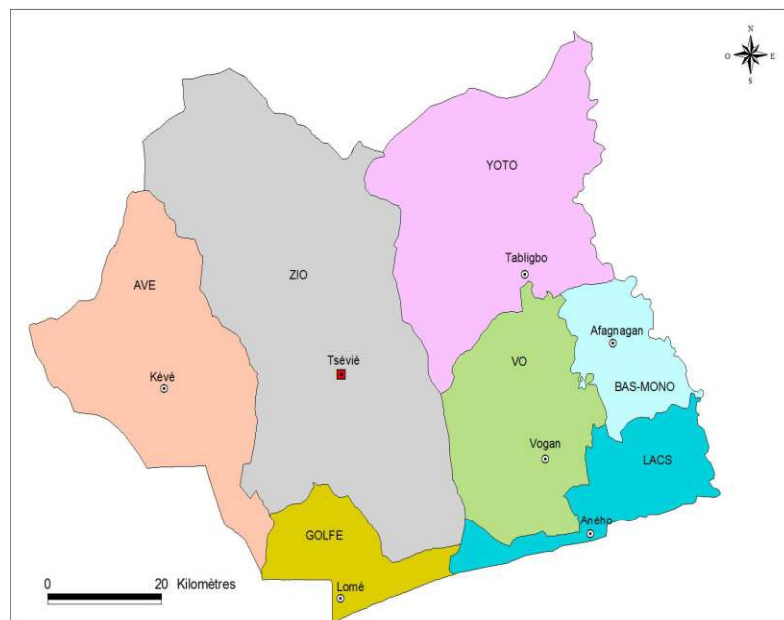 N
O E
S
YOTO
Tabligbo
ZIO
AVE
Afagnagan
Tsévié
VO
Kévé
BAS-MONO
Vogan
LACS
Aného
GOLFE
0 20 Kilomètres
Lomé